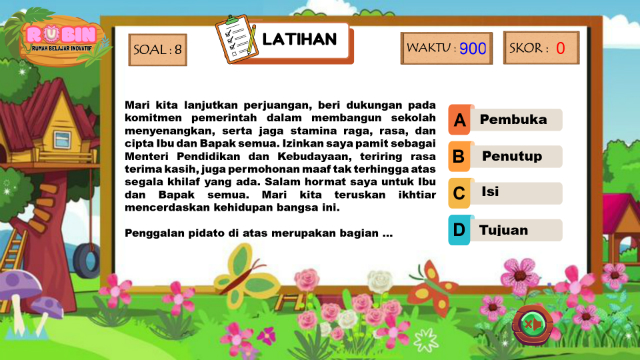 RUBIN
RUMAH BELAJAR INOVATIF
SOAL : 8
LATIHAN
WAKTU : 900
SKOR : 0
Mari kita lanjutkan perjuangan, beri dukungan pada
komitmen pemerintah dalam membangun sekolah
menyenangkan, serta jaga stamina raga, rasa, dan
cipta Ibu dan Bapak semua. Izinkan saya pamit sebagai
Menteri Pendidikan dan Kebudayaan, teriring rasa
terima kasih, juga permohonan maaf tak terhingga atas
segala khilaf yang ada. Salam hormat saya untuk Ibu
dan Bapak semua. Mari kita teruskan ikhtiar
mencerdaskan kehidupan bangsa ini.
Penggalan pidato di atas merupakan bagian ...
A Pembuka
B Penutup
C Isi
D Tujuan